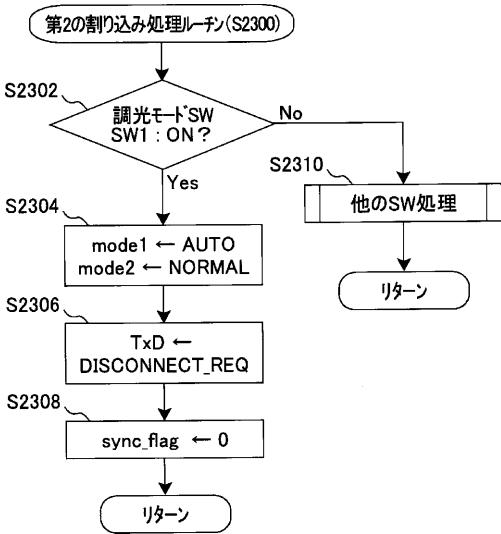 第2の割り込み処理ルーチン(S2300)
S2302
調光モードSW
SW1:ON?
No
Yes
S2310
他のSW処理
リターン
S2304
mode1 ← AUTO
mode2 ← NORMAL
S2306
TxD ←
DISCONNECT_REQ
S2308
sync_flag ← 0
リターン